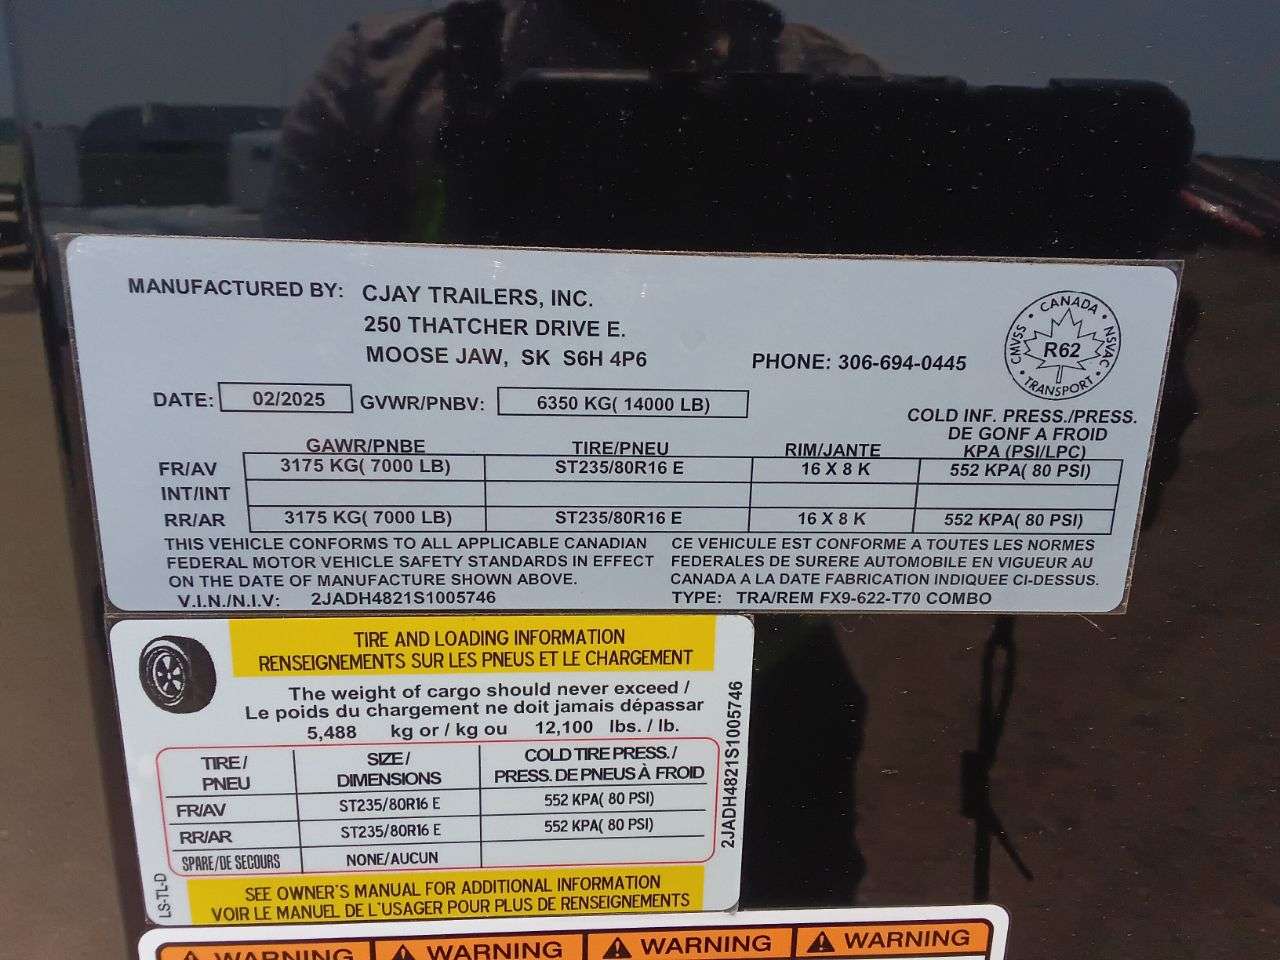 MANUFACTURED BY: CJAY TRAILERS, INC.
250 THATCHER DRIVE E.
MOOSE JAW, SK S6H 4P6
PHONE: 306-694-0445
CANADA
CMVSS
R62
NSVAC
TRANSPORT
DATE: 02/2025 GVWR/PNBV: 6350 KG( 14000 LB)
GAWR/PNBE TIRE/PNEU RIM/JANTE COLD INF. PRESS./PRESS.
DE GONF A FROID
KPA (PSI/LPC)
FR/AV 3175 KG( 7000 LB) ST235/80R16 E 16 X 8 K 552 KPA( 80 PSI)
INT/INT
RR/AR 3175 KG( 7000 LB) ST235/80R16 E 16 X 8 K 552 KPA( 80 PSI)
THIS VEHICLE CONFORMS TO ALL APPLICABLE CANADIAN
FEDERAL MOTOR VEHICLE SAFETY STANDARDS IN EFFECT
ON THE DATE OF MANUFACTURE SHOWN ABOVE.
CE VEHICULE EST CONFORME A TOUTES LES NORMES
FEDERALES DE SURERE AUTOMOBILE EN VIGUEUR AU
CANADA A LA DATE FABRICATION INDIQUEE CI-DESSUS.
V.I.N./N.I.V: 2JADH4821S1005746 TYPE: TRA/REM FX9-622-T70 COMBO
TIRE AND LOADING INFORMATION
RENSEIGNEMENTS SUR LES PNEUS ET LE CHARGEMENT
The weight of cargo should never exceed /
Le poids du chargement ne doit jamais dépassar
5,488 kg or / kg ou 12,100 lbs. / lb.
TIRE / PNEU SIZE / DIMENSIONS COLD TIRE PRESS. / PRESS. DE PNEUS À FROID
FR/AV ST235/80R16 E 552 KPA( 80 PSI)
RR/AR ST235/80R16 E 552 KPA( 80 PSI)
SPARE/DE SECOURS NONE/AUCUN
SEE OWNER'S MANUAL FOR ADDITIONAL INFORMATION
VOIR LE MANUEL DE L'USAGER POUR PLUS DE RENSEIGNEMENTS
LS-TL-D
2JADH4821S1005746
WARNING WARNING WARNING WARNING